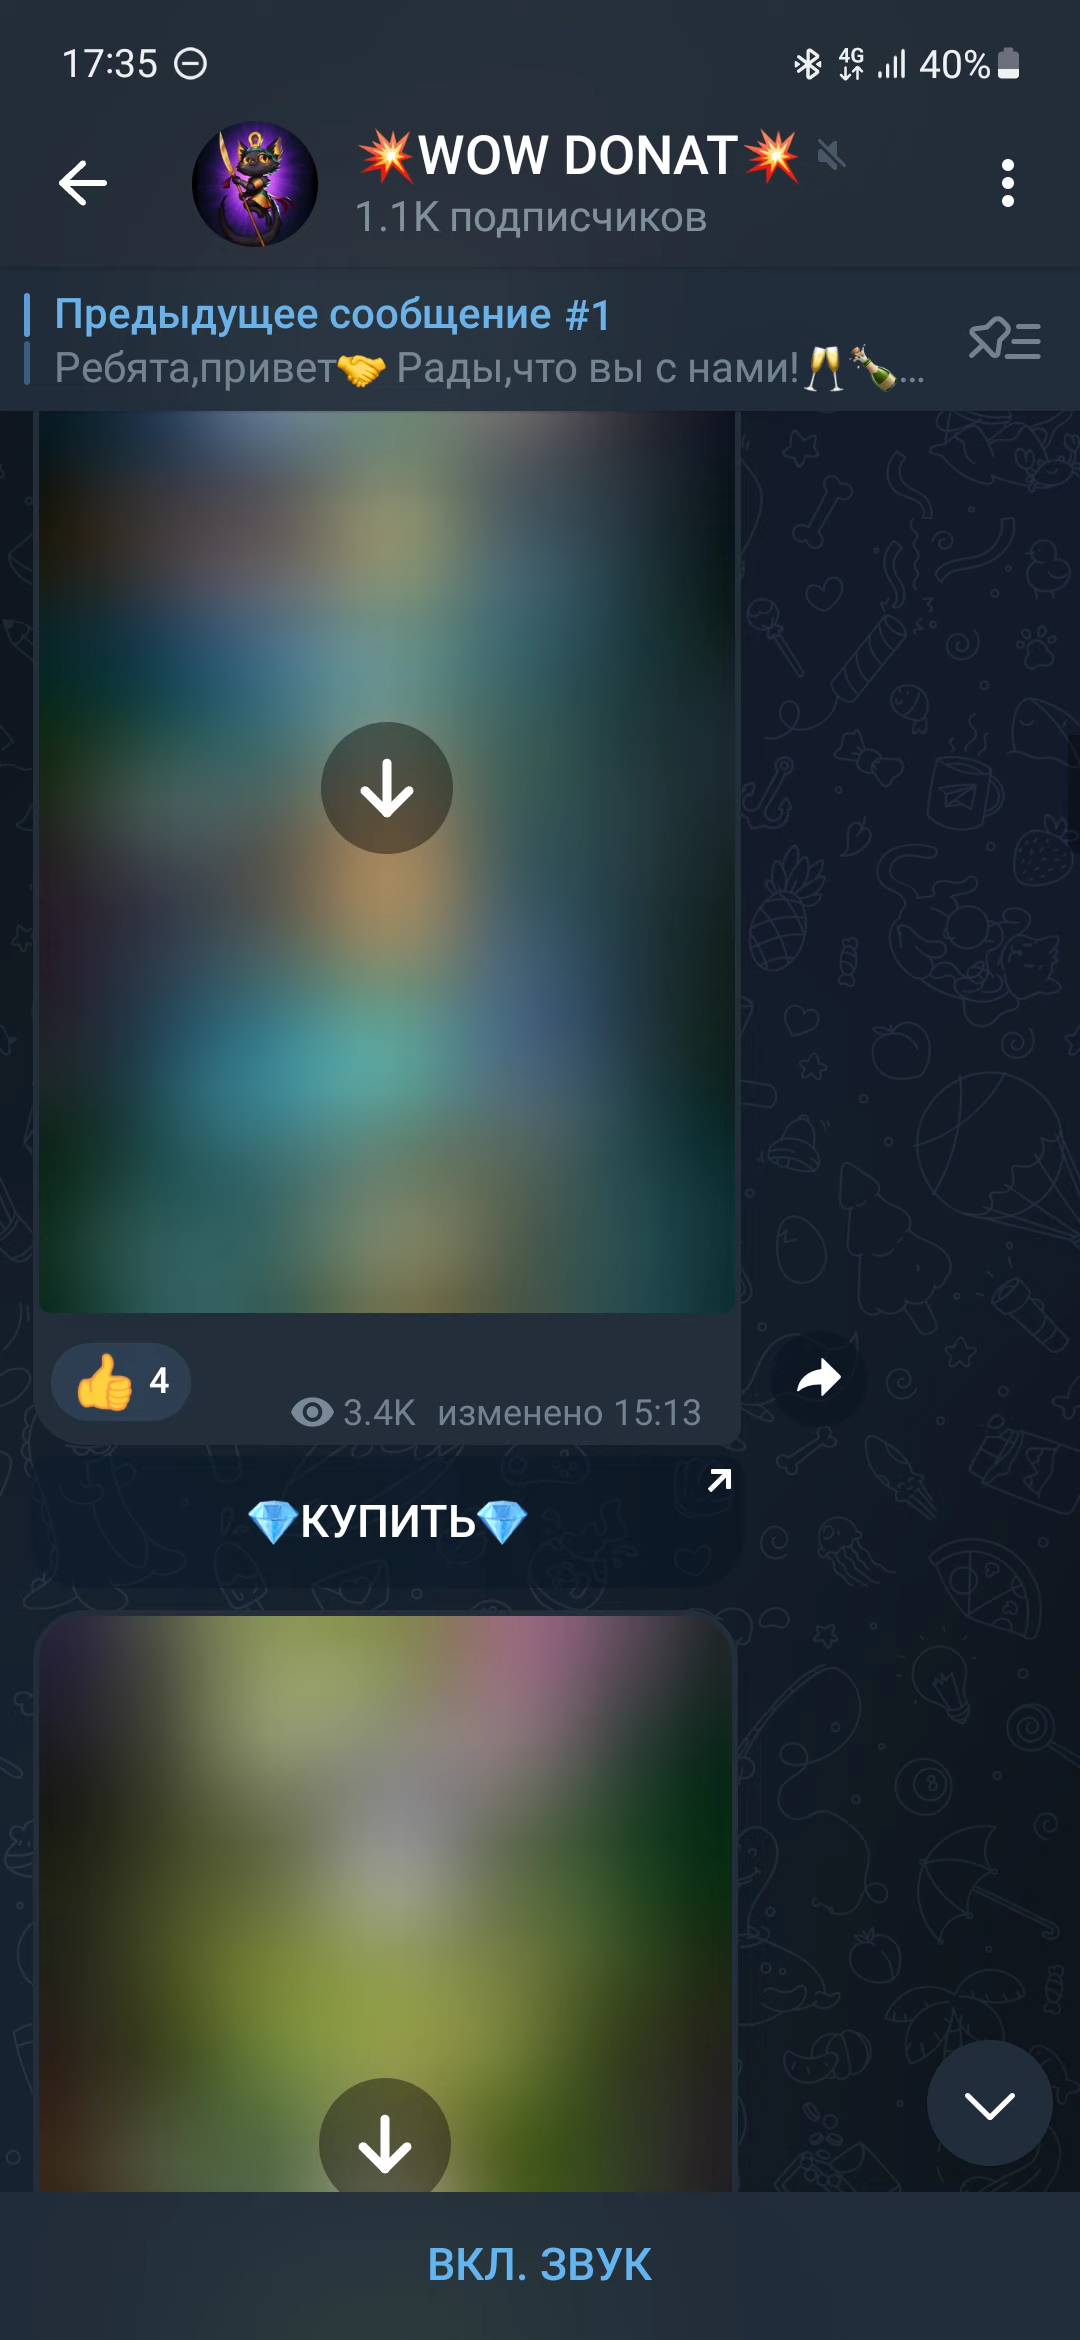 17:35
4G 40%
💥WOW DONAT💥
1.1K подписчиков
Предыдущее сообщение #1
Ребята,привет🤝 Рады,что вы с нами!🥂🍾...
👍 4
3.4K изменено 15:13
💎КУПИТЬ💎
ВКЛ. ЗВУК